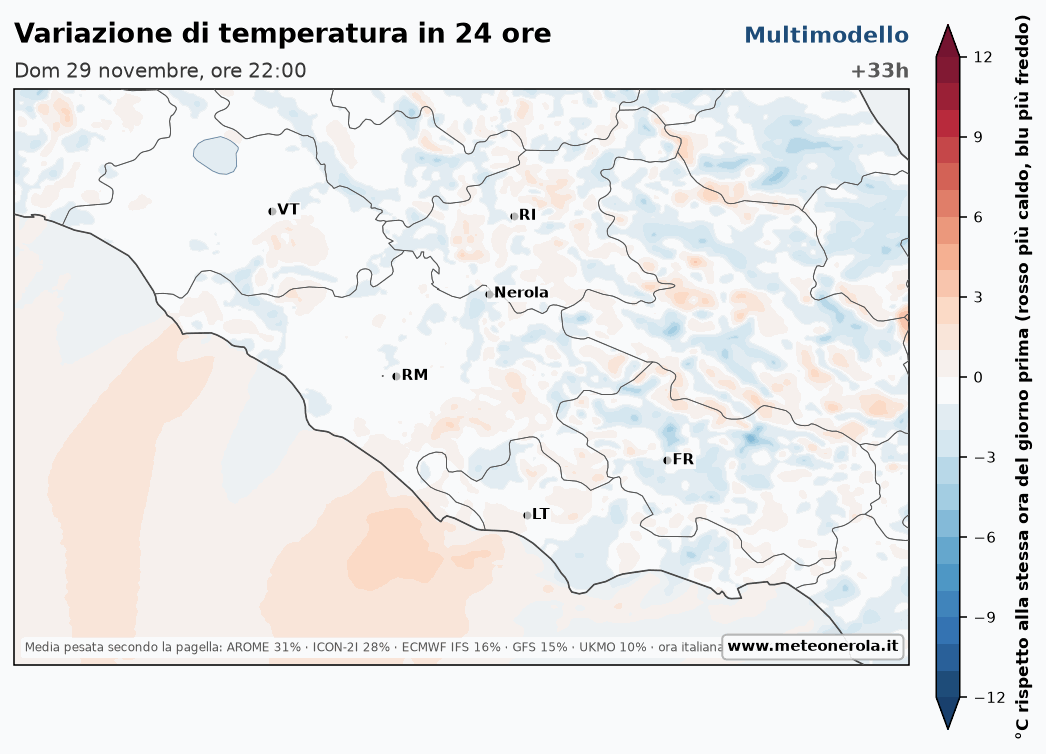 Variazione di temperatura in 24 ore
Multimodello
Dom 29 novembre, ore 22:00
+33h
VT
RI
Nerola
RM
FR
LT
Media pesata secondo la pagella: AROME 31% · ICON-2I 28% · ECMWF IFS 16% · GFS 15% · UKMO 10% · ora italiana
www.meteonerola.it
12
9
6
3
0
−3
−6
−9
−12
°C rispetto alla stessa ora del giorno prima (rosso più caldo, blu più freddo)